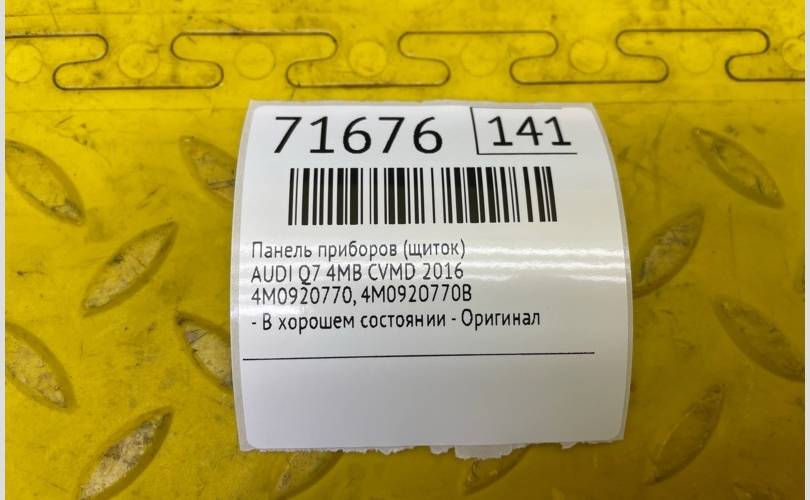 71676 141
Панель приборов (щиток)
AUDI Q7 4MB CVMD 2016
4M0920770, 4M0920770B
- В хорошем состоянии - Оригинал